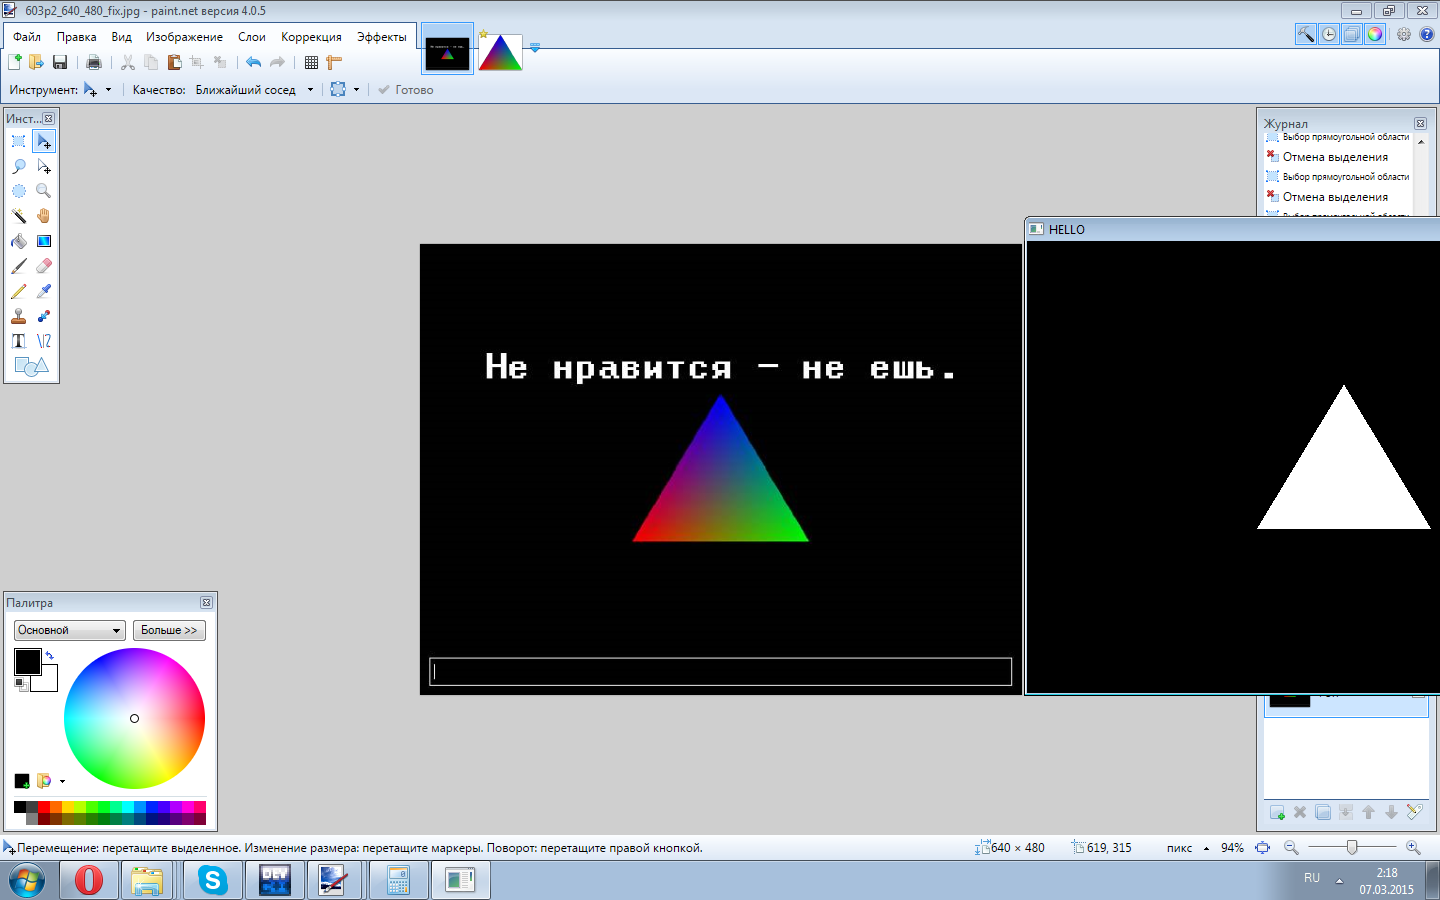 603p2_640_480_fix.jpg - paint.net версия 4.0.5
Файл Правка Вид Изображение Слои Коррекция Эффекты
Инструмент: Качество: Ближайший сосед Готово
Инст...
Журнал
Выбор прямоугольной области
Отмена выделения
Выбор прямоугольной области
Отмена выделения
HELLO
Не нравится - не ешь.
Палитра
Основной Больше >>
Перемещение: перетащите выделенное. Изменение размера: перетащите маркеры. Поворот: перетащите правой кнопкой.
640 × 480 619, 315 пикс 94%
RU 2:18
07.03.2015